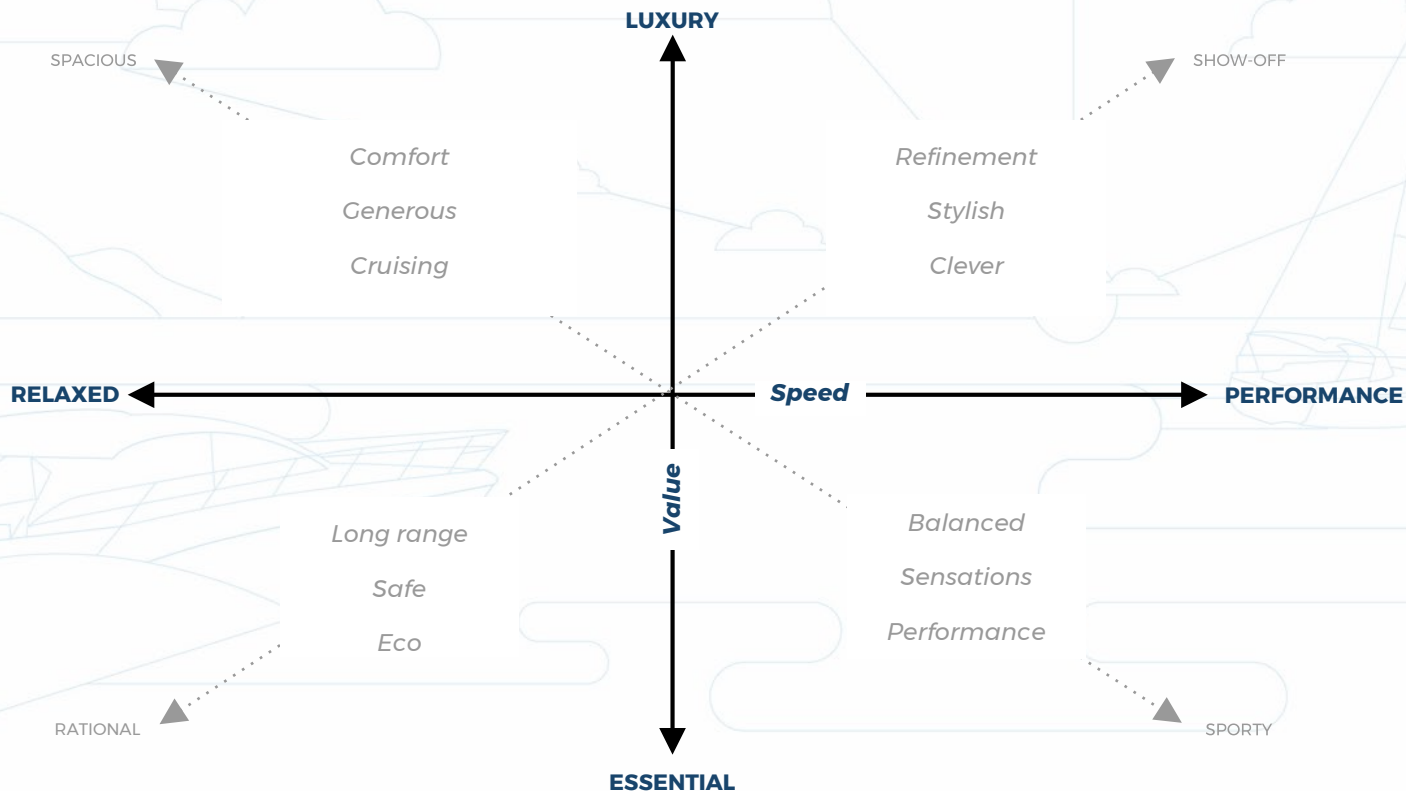 LUXURY
SPACIOUS
SHOW-OFF
Comfort
Generous
Cruising
Refinement
Stylish
Clever
RELAXED
Speed
PERFORMANCE
Value
Long range
Safe
Eco
Balanced
Sensations
Performance
RATIONAL
SPORTY
ESSENTIAL